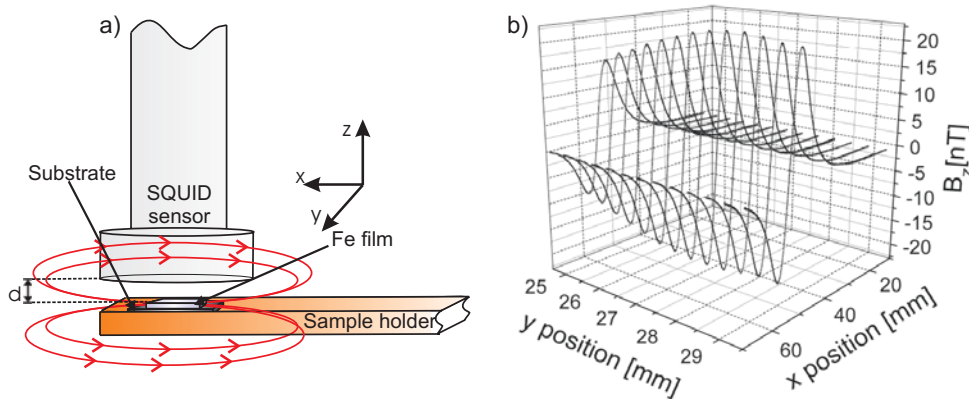 a)
z
x
y
Substrate
SQUID
sensor
Fe film
d
Sample holder
b)
20
15
10
5
0
-5
-10
-15
-20
B_z[nT]
25
26
27
28
29
y position [mm]
20
40
60
x position [mm]